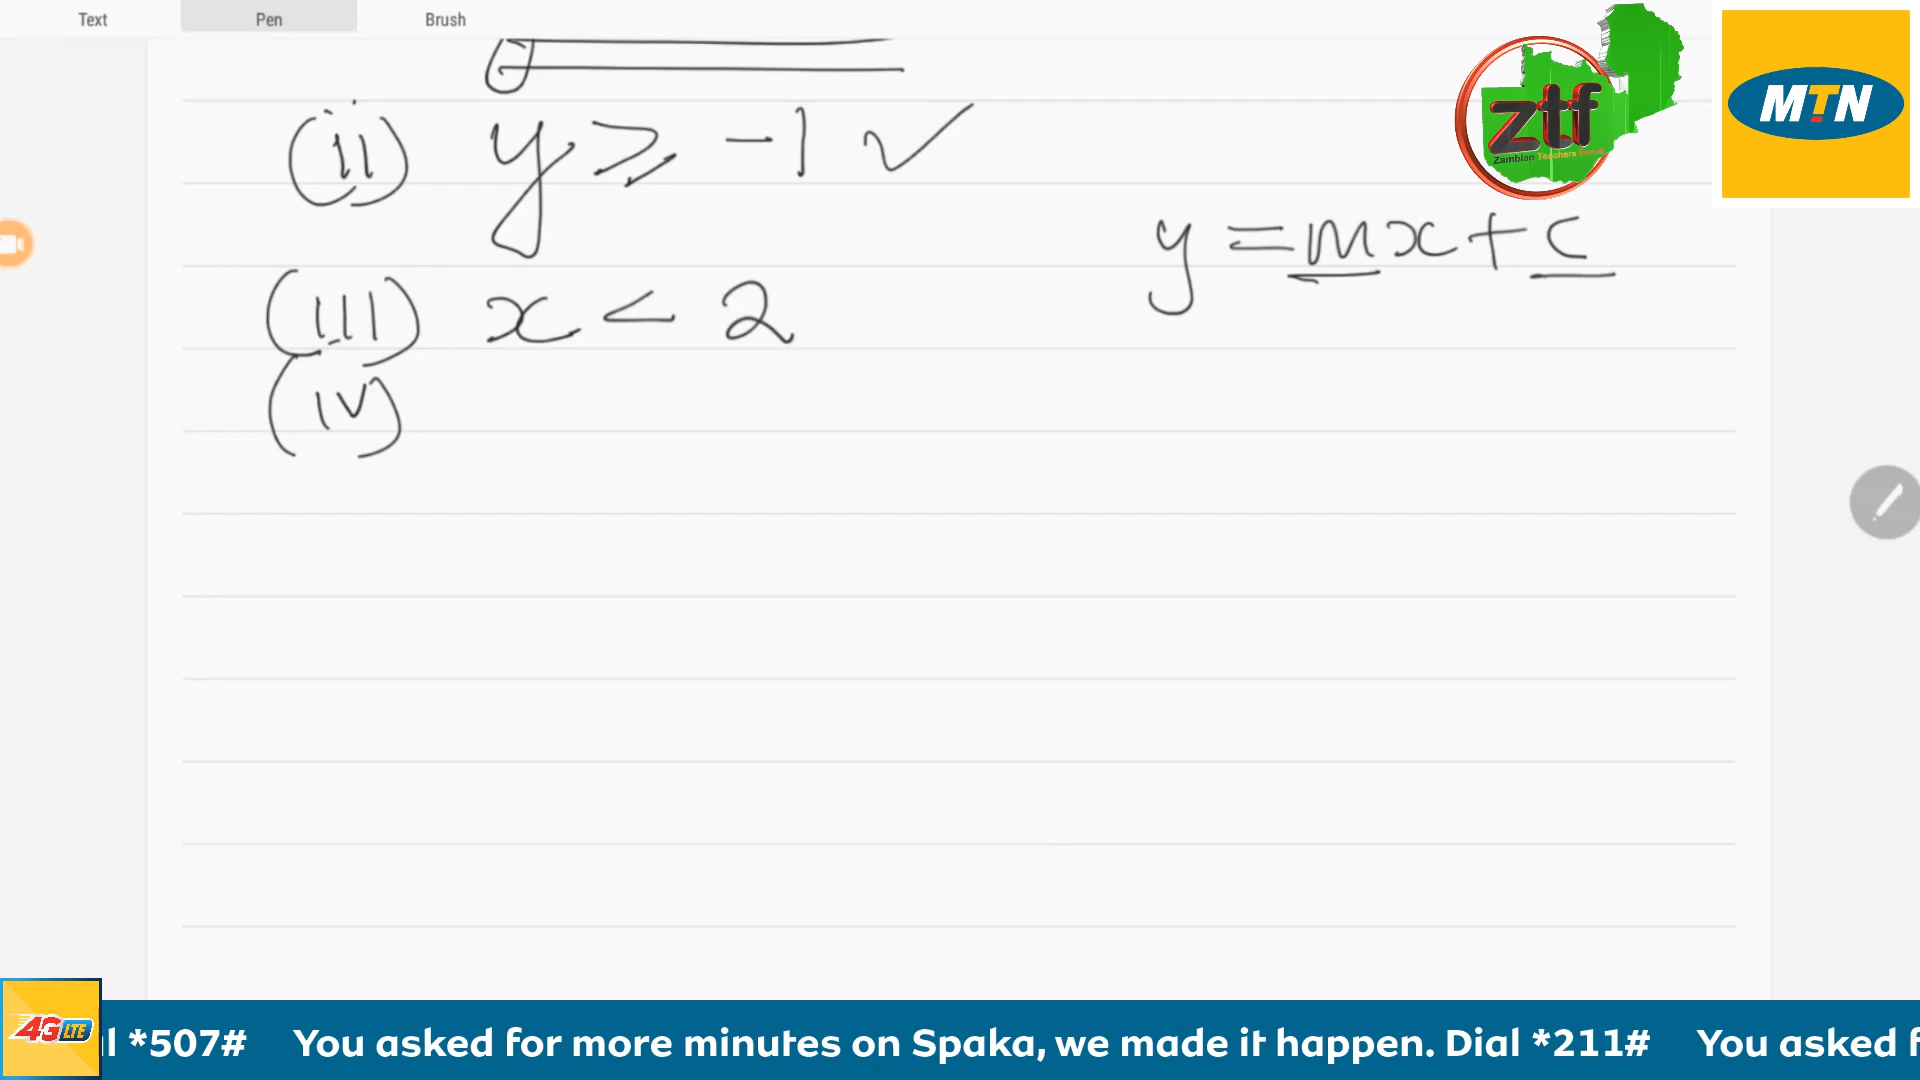 Text Pen Brush
(ii) y ⩾ -1 ✓
y = mx + c
(iii) x < 2
(iv)
ztf
Zambian Teachers Forum
MTN
4G LTE
l *507# You asked for more minutes on Spaka, we made it happen. Dial *211# You asked f